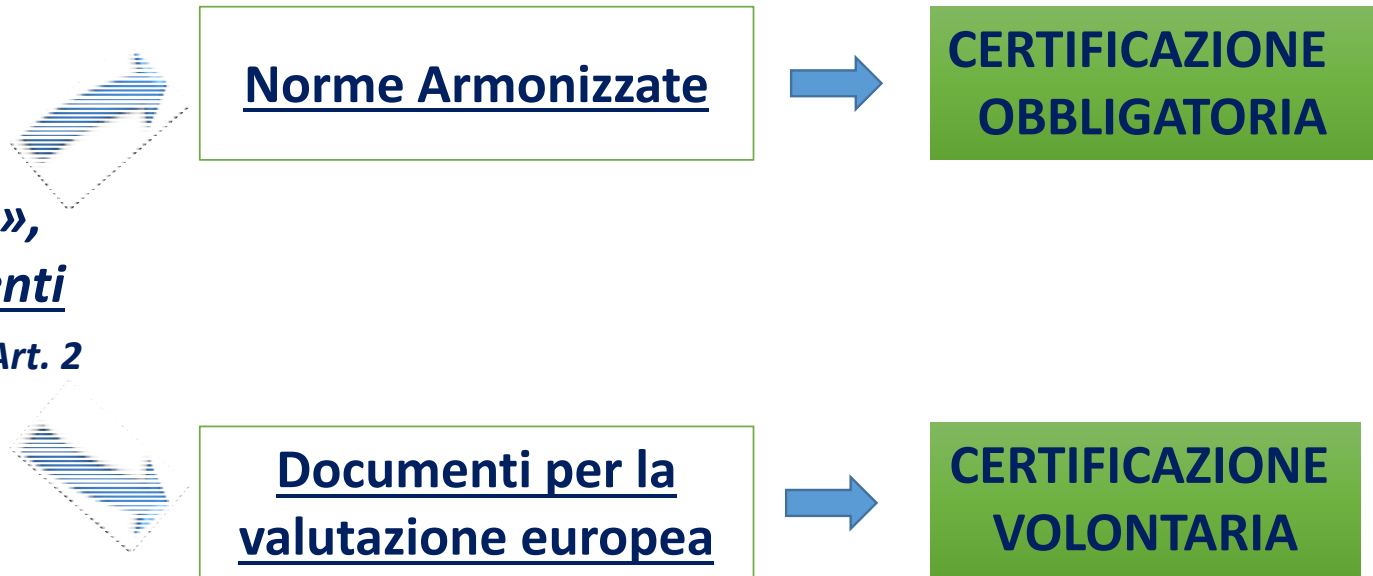 Norme Armonizzate
CERTIFICAZIONE
OBBLIGATORIA
»,
enti
Art. 2
Documenti per la
valutazione europea
CERTIFICAZIONE
VOLONTARIA